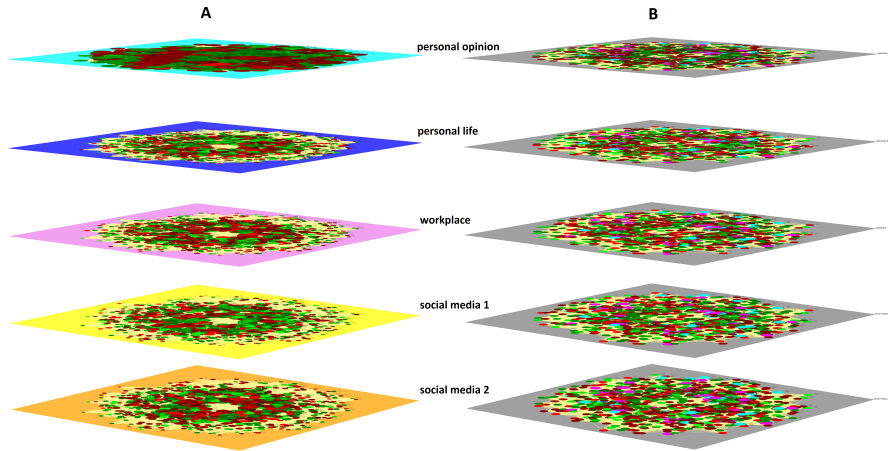 A
B
personal opinion
personal life
workplace
social media 1
social media 2